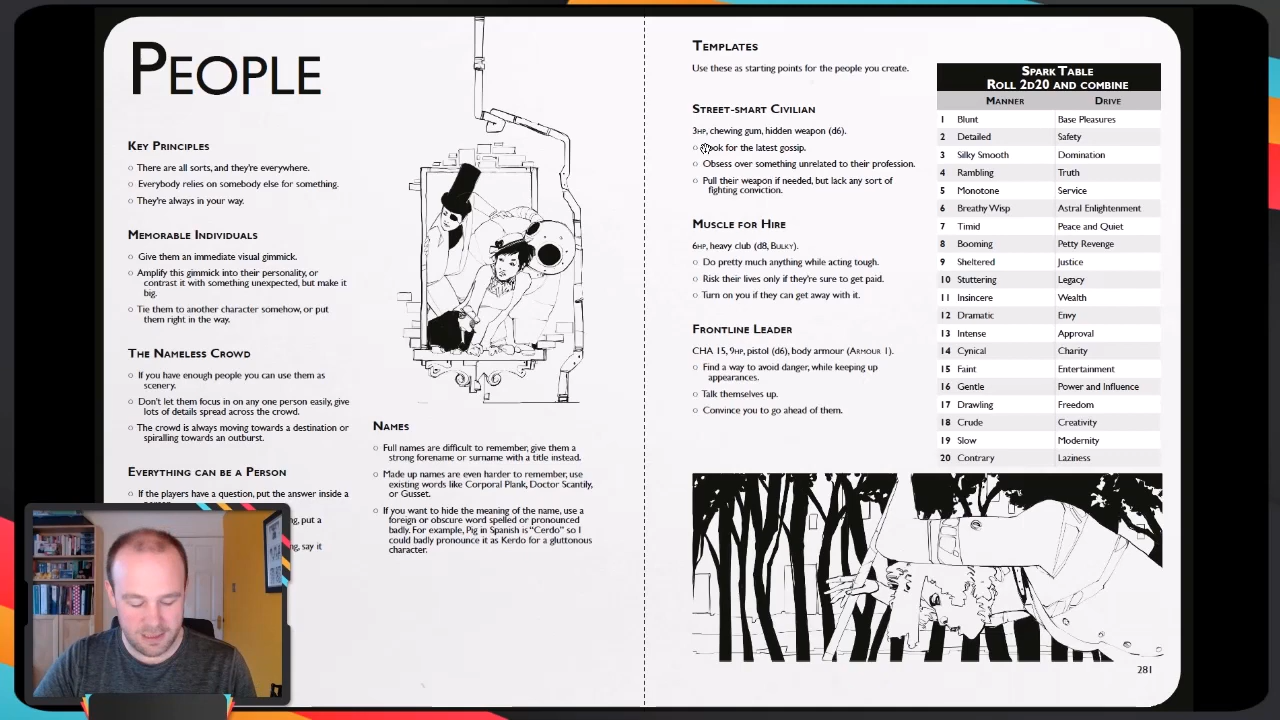 PEOPLE
KEY PRINCIPLES
○ There are all sorts, and they're everywhere.
○ Everybody relies on somebody else for something.
○ They're always in your way.
MEMORABLE INDIVIDUALS
○ Give them an immediate visual gimmick.
○ Amplify this gimmick into their personality, or
contrast it with something unexpected, but make it
big.
○ Tie them to another character somehow, or put
them right in the way.
THE NAMELESS CROWD
○ If you have enough people you can use them as
scenery.
○ Don't let them focus in on any one person easily, give
lots of details spread across the crowd.
○ The crowd is always moving towards a destination or
spiralling towards an outburst.
EVERYTHING CAN BE A PERSON
○ If the players have a question, put the answer inside a
put a
say it
NAMES
○ Full names are difficult to remember, give them a
strong forename or surname with a title instead.
○ Made up names are even harder to remember, use
existing words like Corporal Plank, Doctor Scantily,
or Gusset.
○ If you want to hide the meaning of the name, use a
foreign or obscure word spelled or pronounced
badly. For example, Pig in Spanish is "Cerdo" so I
could badly pronounce it as Kerdo for a gluttonous
character.
TEMPLATES
Use these as starting points for the people you create.
STREET-SMART CIVILIAN
3HP, chewing gum, hidden weapon (d6).
○ for the latest gossip.
○ Obsess over something unrelated to their profession.
○ Pull their weapon if needed, but lack any sort of
fighting conviction.
MUSCLE FOR HIRE
6HP, heavy club (d8, BULKY).
○ Do pretty much anything while acting tough.
○ Risk their lives only if they're sure to get paid.
○ Turn on you if they can get away with it.
FRONTLINE LEADER
CHA 15, 9HP, pistol (d6), body armour (ARMOUR 1).
○ Find a way to avoid danger, while keeping up
appearances.
○ Talk themselves up.
○ Convince you to go ahead of them.
SPARK TABLE
ROLL 2D20 AND COMBINE
MANNER DRIVE
1 Blunt Base Pleasures
2 Detailed Safety
3 Silky Smooth Domination
4 Rambling Truth
5 Monotone Service
6 Breathy Wisp Astral Enlightenment
7 Timid Peace and Quiet
8 Booming Petty Revenge
9 Sheltered Justice
10 Stuttering Legacy
11 Insincere Wealth
12 Dramatic Envy
13 Intense Approval
14 Cynical Charity
15 Faint Entertainment
16 Gentle Power and Influence
17 Drawling Freedom
18 Crude Creativity
19 Slow Modernity
20 Contrary Laziness
281